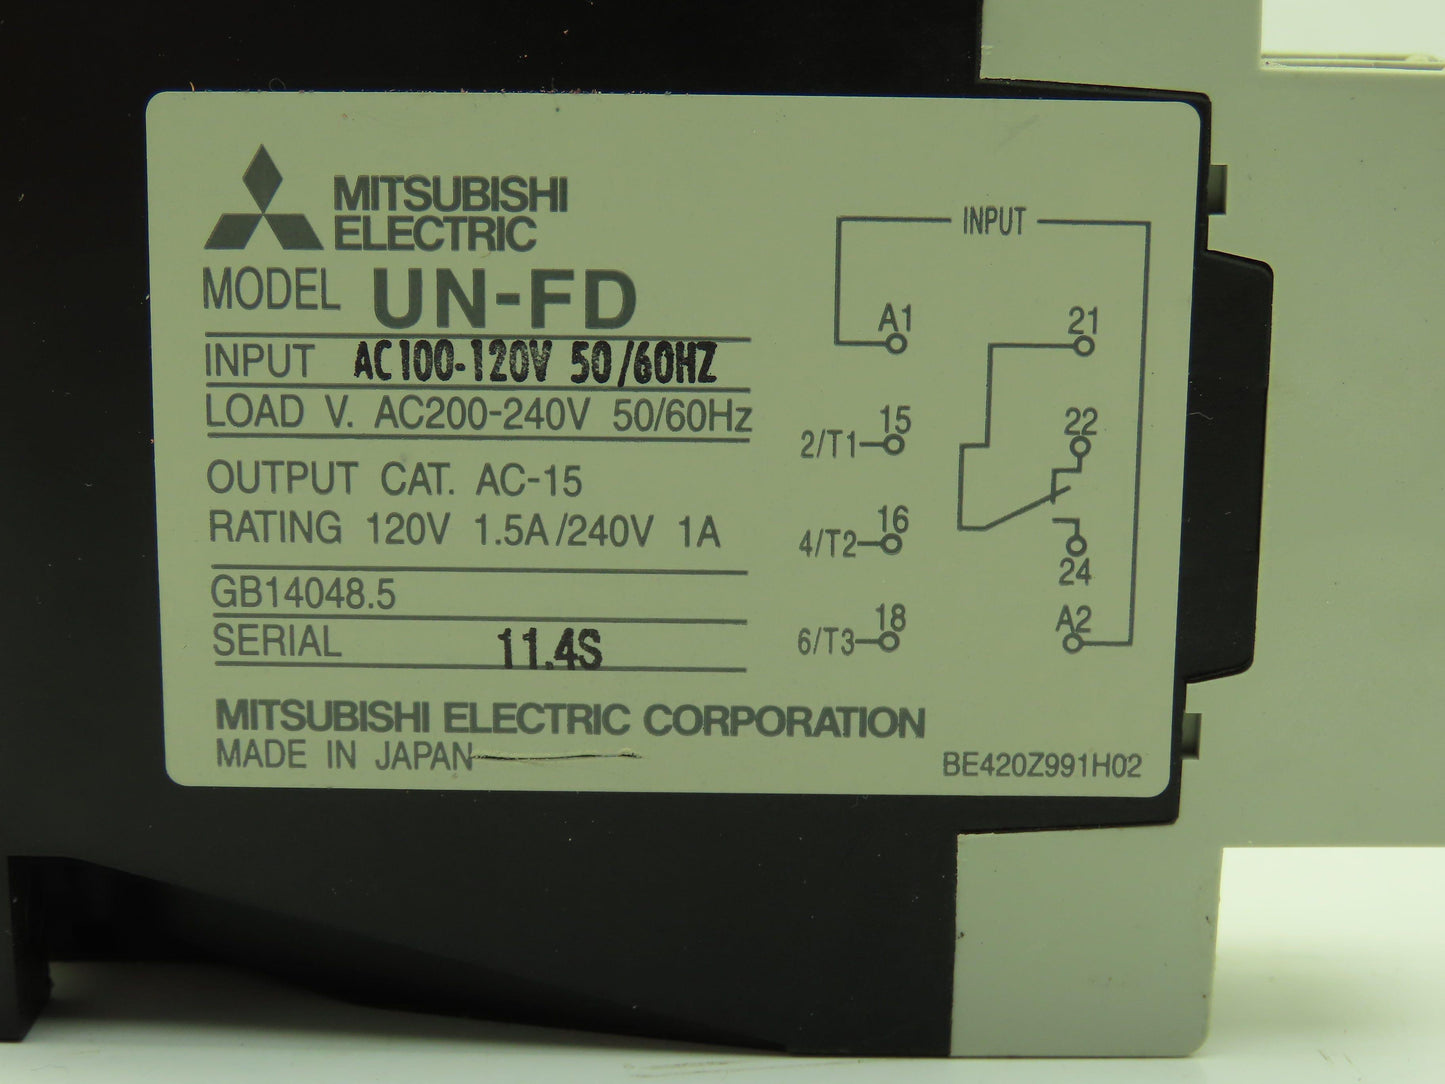 MITSUBISHI
ELECTRIC
MODEL UN-FD
INPUT AC100-120V 50/60HZ
LOAD V. AC200-240V 50/60Hz
OUTPUT CAT. AC-15
RATING 120V 1.5A/240V 1A
GB14048.5
SERIAL 11.4S
MITSUBISHI ELECTRIC CORPORATION
MADE IN JAPAN
INPUT
A1 21
2/T1 15 22
4/T2 16 24
6/T3 18 A2
BE420Z991H02